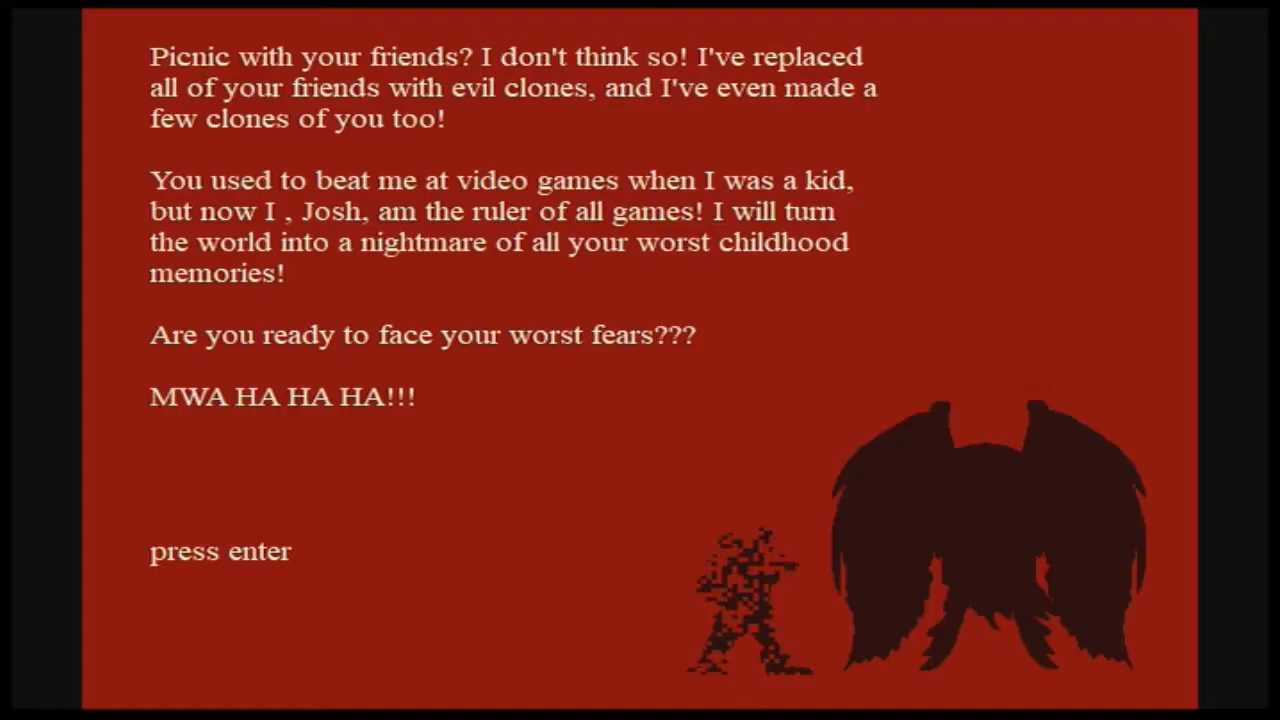 Picnic with your friends? I don't think so! I've replaced
all of your friends with evil clones, and I've even made a
few clones of you too!
You used to beat me at video games when I was a kid,
but now I , Josh, am the ruler of all games! I will turn
the world into a nightmare of all your worst childhood
memories!
Are you ready to face your worst fears???
MWA HA HA HA!!!
press enter